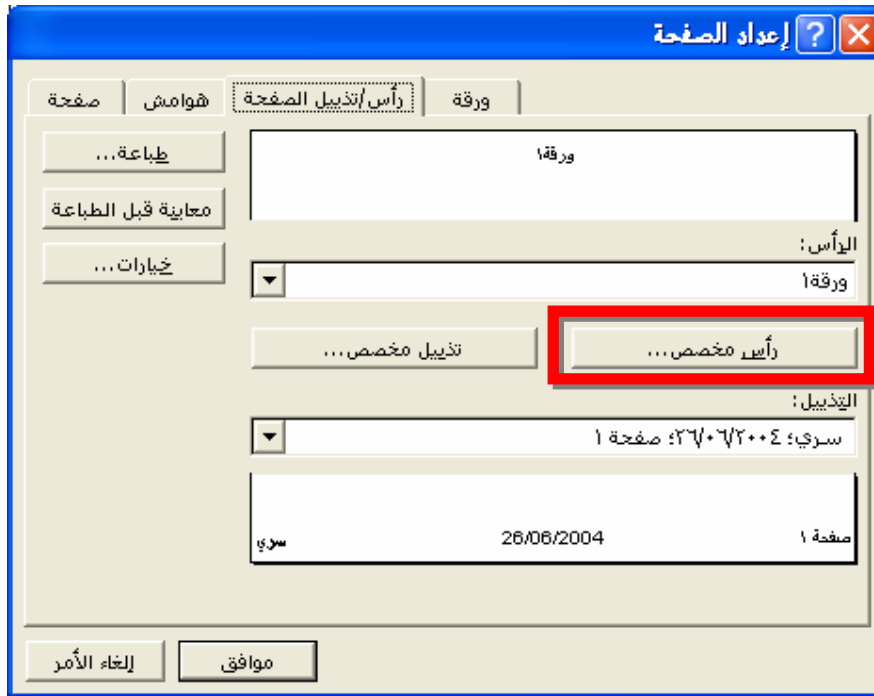 إعداد الصفحة
صفحة
هوامش
رأس/تذييل الصفحة
ورقة
ورقة١
طباعة...
معاينة قبل الطباعة
خيارات...
الرأس:
ورقة١
رأس مخصص...
تذييل مخصص...
التذييل:
سري؛ ٢٦/٠٦/٢٠٠٤؛ صفحة ١
صفحة ١
26/06/2004
سري
موافق
إلغاء الأمر